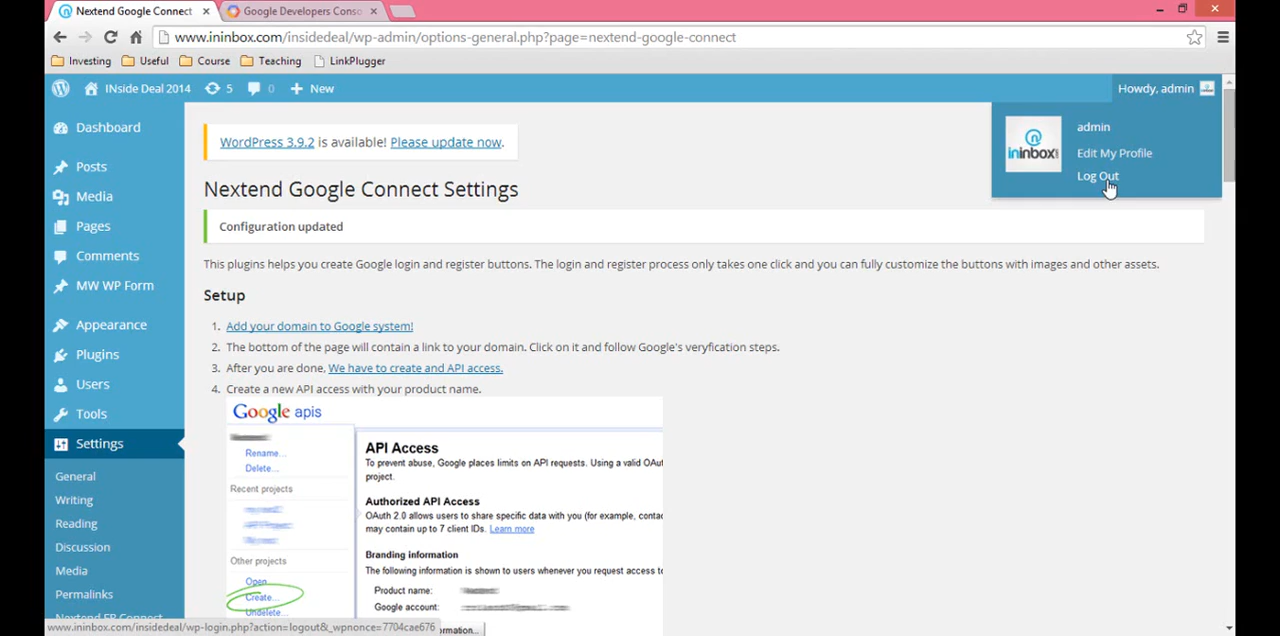 Nextend Google Connect ×
Google Developers Conso ×
www.ininbox.com/insidedeal/wp-admin/options-general.php?page=nextend-google-connect
Investing Useful Course Teaching LinkPlugger
INside Deal 2014 5 0 + New Howdy, admin
admin
Edit My Profile
Log Out
ininbox
Dashboard
Posts
Media
Pages
Comments
MW WP Form
Appearance
Plugins
Users
Tools
Settings
General
Writing
Reading
Discussion
Media
Permalinks
Nextend FB Connect
WordPress 3.9.2 is available! Please update now.
Nextend Google Connect Settings
Configuration updated
This plugins helps you create Google login and register buttons. The login and register process only takes one click and you can fully customize the buttons with images and other assets.
Setup
1. Add your domain to Google system!
2. The bottom of the page will contain a link to your domain. Click on it and follow Google's veryfication steps.
3. After you are done, We have to create and API access.
4. Create a new API access with your product name.
Google apis
Rename...
Delete...
Recent projects
Other projects
Open...
Create...
Undelete...
API Access
To prevent abuse, Google places limits on API requests. Using a valid OAu
project.
Authorized API Access
OAuth 2.0 allows users to share specific data with you (for example, contac
may contain up to 7 client IDs. Learn more
Branding information
The following information is shown to users whenever you request access to
Product name:
Google account:
ormation...
www.ininbox.com/insidedeal/wp-login.php?action=logout&_wpnonce=7704cae676